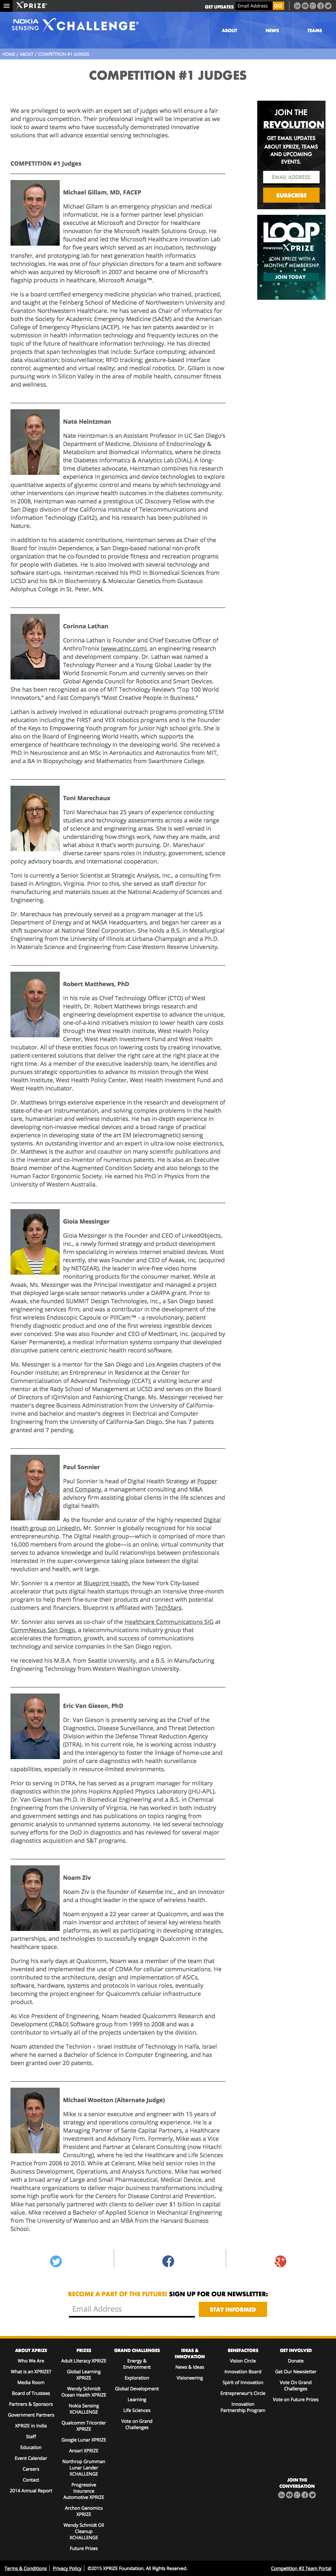 XPRIZE
GET UPDATES Email Address GO
NOKIA
SENSING XCHALLENGE
ABOUT NEWS TEAMS
HOME / ABOUT / COMPETITION #1 JUDGES
COMPETITION #1 JUDGES
We are privileged to work with an expert set of judges who will ensure a fair
and rigorous competition. Their professional insight will be imperative as we
look to award teams who have successfully demonstrated innovative
solutions that will advance essential sensing technologies.
COMPETITION #1 Judges
Michael Gillam, MD, FACEP
Michael Gillam is an emergency physician and medical
informaticist. He is a former partner level physician
executive at Microsoft and Director for Healthcare
Innovation for the Microsoft Health Solutions Group. He
founded and led the Microsoft Healthcare Innovation Lab
for five years which served as an incubation, technology
transfer, and prototyping lab for next generation health informatics
technologies. He was one of four physician directors of a team and software
which was acquired by Microsoft in 2006 and became one of Microsoft's
flagship products in healthcare, Microsoft Amalga™.
He is a board certified emergency medicine physician who trained, practiced,
and taught at the Feinberg School of Medicine of Northwestern University and
Evanston Northwestern Healthcare. He has served as Chair of Informatics for
both the Society for Academic Emergency Medicine (SAEM) and the American
College of Emergency Physicians (ACEP). He has ten patents awarded or in
submission in health information technology and frequently lectures on the
topic of the future of healthcare information technology. He has directed
projects that span technologies that include: Surface computing; advanced
data visualization; biosurveillance; RFID tracking; gesture-based interface
control; augmented and virtual reality; and medical robotics. Dr. Gillam is now
pursuing work in Silicon Valley in the area of mobile health, consumer fitness
and wellness.
Nate Heintzman
Nate Heintzman is an Assistant Professor in UC San Diego's
Department of Medicine, Divisions of Endocrinology &
Metabolism and Biomedical Informatics, where he directs
the Diabetes Informatics & Analytics Lab (DIAL). A long-
time diabetes advocate, Heintzman combines his research
experience in genomics and device technologies to explore
quantitative aspects of glycemic control and means by which technology and
other interventions can improve health outcomes in the diabetes community.
In 2008, Heintzman was named a prestigious UC Discovery Fellow with the
San Diego division of the California Institute of Telecommunications and
Information Technology (Calit2), and his research has been published in
Nature.
In addition to his academic contributions, Heintzman serves as Chair of the
Board for Insulin Dependence, a San Diego-based national non-profit
organization that he co-founded to provide fitness and recreation programs
for people with diabetes. He is also involved with several technology and
software start-ups. Heintzman received his PhD in Biomedical Sciences from
UCSD and his BA in Biochemistry & Molecular Genetics from Gustavus
Adolphus College in St. Peter, MN.
Corinna Lathan
Corinna Lathan is Founder and Chief Executive Officer of
AnthroTronix (www.atinc.com), an engineering research
and development company. Dr. Lathan was named a
Technology Pioneer and a Young Global Leader by the
World Economic Forum and currently serves on their
Global Agenda Council for Robotics and Smart Devices.
She has been recognized as one of MIT Technology Review's "Top 100 World
Innovators," and Fast Company's "Most Creative People in Business."
Lathan is actively involved in educational outreach programs promoting STEM
education including the FIRST and VEX robotics programs and is the Founder
of the Keys to Empowering Youth program for junior high school girls. She is
also on the Board of Engineering World Health, which supports the
emergence of healthcare technology in the developing world. She received a
PhD in Neuroscience and an MSc in Aeronautics and Astronautics from MIT,
and a BA in Biopsychology and Mathematics from Swarthmore College.
Toni Marechaux
Toni Marechaux has 25 years of experience conducting
studies and technology assessments across a wide range
of science and engineering areas. She is well versed in
understanding how things work, how they are made, and
what about it that's worth pursuing. Dr. Marechaux'
diverse career spans roles in industry, government, science
policy advisory boards, and international cooperation.
Toni is currently a Senior Scientist at Strategic Analysis, Inc., a consulting firm
based in Arlington, Virginia. Prior to this, she served as staff director for
manufacturing and materials issues at the National Academy of Sciences and
Engineering.
Dr. Marechaux has previously served as a program manager at the US
Department of Energy and at NASA Headquarters, and began her career as a
shift supervisor at National Steel Corporation. She holds a B.S. in Metallurgical
Engineering from the University of Illinois at Urbana-Champaign and a Ph.D.
in Materials Science and Engineering from Case Western Reserve University.
Robert Matthews, PhD
In his role as Chief Technology Officer (CTO) of West
Health, Dr. Robert Matthews brings research and
engineering development expertise to advance the unique,
one-of-a-kind initiative's mission to lower health care costs
through the West Health Institute, West Health Policy
Center, West Health Investment Fund and West Health
Incubator. All of these entities focus on lowering costs by creating innovative,
patient-centered solutions that deliver the right care at the right place at the
right time. As a member of the executive leadership team, he identifies and
pursues strategic opportunities to advance its mission through the West
Health Institute, West Health Policy Center, West Health Investment Fund and
West Health Incubator.
Dr. Matthews brings extensive experience in the research and development of
state-of-the-art instrumentation, and solving complex problems in the health
care, wellness and automotive industries. He has in-depth experience in
developing non-invasive medical devices and a broad range of practical
experience in developing state of the art EM (electromagnetic) sensing
systems. An outstanding innovator and an expert in ultra-low noise electronics,
Dr. Matthews is the author and coauthor on many scientific publications and
co-inventor of numerous patents. He is also an Executive
Board member of the Augmented Condition Society and also belongs to the
Human Factor Ergonomic Society. He earned his PhD in Physics from the
University of Western Australia.
Gioia Messinger
Gioia Messinger is the Founder and CEO of LinkedObjects,
Inc., a newly formed strategy and product development
firm specializing in wireless internet enabled devices. Most
recently, she was Founder and CEO of Avaak, Inc. (acquired
by NETGEAR), the leader in wire-free video home
monitoring products for the consumer market. While at
Avaak, Ms. Messinger was the Principal Investigator and managed a project
that deployed large-scale sensor networks under a DARPA grant. Prior to
Avaak, she founded SUMMIT Design Technologies, Inc., a San Diego based
engineering services firm, and was a contributor in the development of the
first wireless Endoscopic Capsule or PillCam™ - a revolutionary, patient
friendly diagnostic product and one of the first wireless ingestible devices
ever conceived. She was also Founder and CEO of MedSmart, Inc. (acquired by
Kaiser Permanente), a medical informatics system company that developed
disruptive patient centric electronic health record software.
Ms. Messinger is a mentor for the San Diego and Los Angeles chapters of the
Founder Institute; an Entrepreneur in Residence at the Center for
Commercialization of Advanced Technology (CCAT); a visiting lecturer and
mentor at the Rady School of Management at UCSD and serves on the Board
of Directors of IQinVision and Fashioning Change. Ms. Messinger received her
master's degree in Business Administration from the University of California-
Irvine and bachelor and master's degrees in Electrical and Computer
Engineering from the University of California-San Diego. She has 7 patents
granted and 7 pending.
Paul Sonnier
Paul Sonnier is head of Digital Health Strategy at Popper
and Company, a management consulting and M&A
advisory firm assisting global clients in the life sciences and
digital health.
As the founder and curator of the highly respected Digital
Health group on LinkedIn, Mr. Sonnier is globally recognized for his social
entrepreneurship. The Digital Health group—which is comprised of more than
16,000 members from around the globe—is an online, virtual community that
serves to advance knowledge and build relationships between professionals
interested in the super-convergence taking place between the digital
revolution and health, writ large.
Mr. Sonnier is a mentor at Blueprint Health, the New York City-based
accelerator that puts digital health startups through an intensive three-month
program to help them fine-tune their products and connect with potential
customers and financiers. Blueprint is affiliated with TechStars.
Mr. Sonnier also serves as co-chair of the Healthcare Communications SIG at
CommNexus San Diego, a telecommunications industry group that
accelerates the formation, growth, and success of communications
technology and service companies in the San Diego region.
He received his M.B.A. from Seattle University, and a B.S. in Manufacturing
Engineering Technology from Western Washington University.
Eric Van Gieson, PhD
Dr. Van Gieson is presently serving as the Chief of the
Diagnostics, Disease Surveillance, and Threat Detection
Division within the Defense Threat Reduction Agency
(DTRA). In his current role, he is working across industry
and the interagency to foster the linkage of home-use and
point of care diagnostics with health surveillance
capabilities, especially in resource-limited environments.
Prior to serving in DTRA, he has served as a program manager for military
diagnostics within the Johns Hopkins Applied Physics Laboratory (JHU-APL).
Dr. Van Gieson has Ph.D. in Biomedical Engineering and a B.S. in Chemical
Engineering from the University of Virginia. He has worked in both industry
and government settings and has publications on topics ranging from
genomic analysis to unmanned systems autonomy. He led several technology
survey efforts for the DoD in diagnostics and has reviewed for several major
diagnostics acquisition and S&T programs.
Noam Ziv
Noam Ziv is the founder of Kesembe Inc., and an innovator
and a thought leader in the space of wireless health.
Noam enjoyed a 22 year career at Qualcomm, and was the
main inventor and architect of several key wireless health
platforms, as well as participating in developing strategies,
partnerships, and technologies to successfully engage Qualcomm in the
healthcare space.
During his early days at Qualcomm, Noam was a member of the team that
invented and implemented the use of CDMA for cellular communications. He
contributed to the architecture, design and implementation of ASICs,
software, hardware, systems and protocols in various roles, eventually
becoming the project engineer for Qualcomm's cellular infrastructure
product.
As Vice President of Engineering, Noam headed Qualcomm's Research and
Development (CR&D) Software group from 1999 to 2008 and was a
contributor to virtually all of the projects undertaken by the division.
Noam attended the Technion – Israel Institute of Technology in Haifa, Israel
where he earned a Bachelor of Science in Computer Engineering, and has
been granted over 20 patents.
Michael Wootton (Alternate Judge)
Mike is a senior executive and engineer with 15 years of
strategy and operations consulting experience. He is a
Managing Partner of Sante Capital Partners, a Healthcare
Investment and Advisory Firm. Formerly, Mike was a Vice
President and Partner at Celerant Consulting (now Hitachi
Consulting), where he led their Healthcare and Life Sciences
Practice from 2006 to 2010. While at Celerant, Mike held senior roles in the
Business Development, Operations, and Analysis functions. Mike has worked
with a broad array of Large and Small Pharmaceutical, Medical Device, and
Healthcare organizations to deliver major business transformations including
some high profile work for the Centers for Disease Control and Prevention.
Mike has personally partnered with clients to deliver over $1 billion in capital
value. Mike received a Bachelor of Applied Science in Mechanical Engineering
from The University of Waterloo and an MBA from the Harvard Business
School.
JOIN THE
REVOLUTION
GET EMAIL UPDATES
ABOUT XPRIZE, TEAMS
AND UPCOMING
EVENTS.
EMAIL ADDRESS
SUBSCRIBE
LOOP
POWERING XPRIZE
JOIN XPRIZE WITH A
MONTHLY MEMBERSHIP.
JOIN TODAY
BECOME A PART OF THE FUTURE! SIGN UP FOR OUR NEWSLETTER:
Email Address STAY INFORMED
ABOUT XPRIZE
Who We Are
What is an XPRIZE?
Media Room
Board of Trustees
Partners & Sponsors
Government Partners
XPRIZE in India
Staff
Education
Event Calendar
Careers
Contact
2014 Annual Report
PRIZES
Adult Literacy XPRIZE
Global Learning
XPRIZE
Wendy Schmidt
Ocean Health XPRIZE
Nokia Sensing
XCHALLENGE
Qualcomm Tricorder
XPRIZE
Google Lunar XPRIZE
Ansari XPRIZE
Northrop Grumman
Lunar Lander
XCHALLENGE
Progressive
Insurance
Automotive XPRIZE
Archon Genomics
XPRIZE
Wendy Schmidt Oil
Cleanup
XCHALLENGE
Future Prizes
GRAND CHALLENGES
Energy &
Environment
Exploration
Global Development
Learning
Life Sciences
Vote on Grand
Challenges
IDEAS &
INNOVATION
News & Ideas
Visioneering
BENEFACTORS
Vision Circle
Innovation Board
Spirit of Innovation
Entrepreneur's Circle
Innovation
Partnership Program
GET INVOLVED
Donate
Get Our Newsletter
Vote On Grand
Challenges
Vote on Future Prizes
JOIN THE
CONVERSATION
Terms & Conditions | Privacy Policy | ©2015 XPRIZE Foundation. All Rights Reserved.
Competition #2 Team Portal